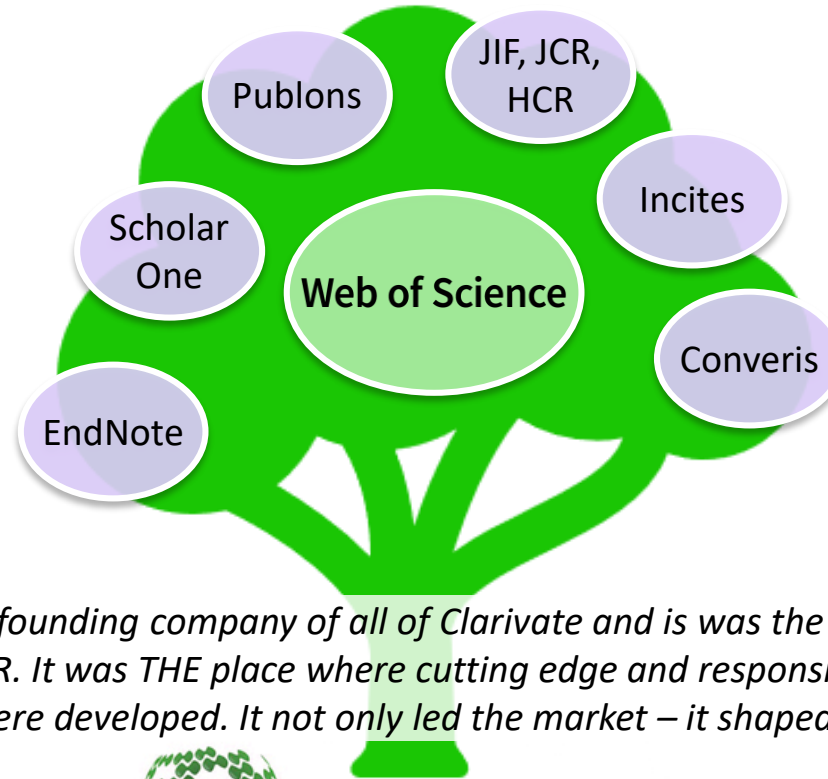 Publons
JIF, JCR,
HCR
Incites
Scholar
One
Web of Science
Converis
EndNote
founding company of all of Clarivate and is was the
R. It was THE place where cutting edge and responsi
ere developed. It not only led the market – it shaped